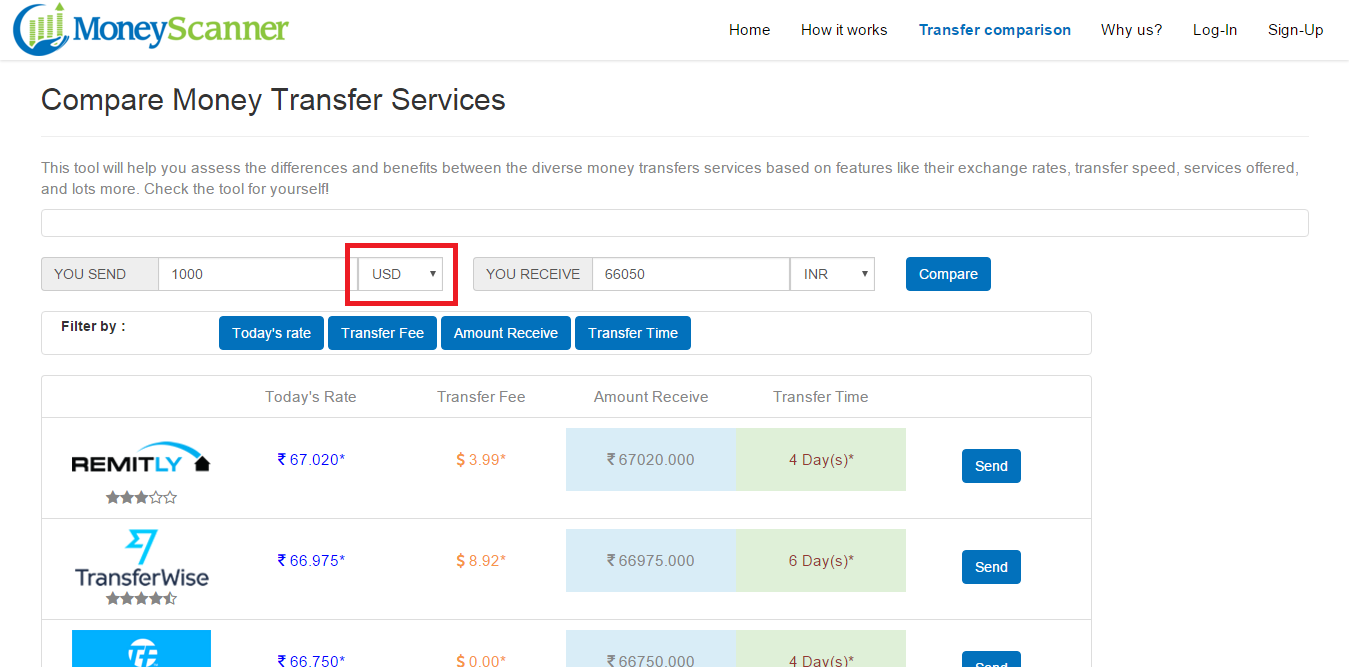 MoneyScanner
Home How it works Transfer comparison Why us? Log-In Sign-Up
Compare Money Transfer Services
This tool will help you assess the differences and benefits between the diverse money transfers services based on features like their exchange rates, transfer speed, services offered,
and lots more. Check the tool for yourself!
YOU SEND 1000 USD YOU RECEIVE 66050 INR Compare
Filter by : Today's rate Transfer Fee Amount Receive Transfer Time
Today's Rate Transfer Fee Amount Receive Transfer Time
REMITLY ₹ 67.020* $ 3.99* ₹ 67020.000 4 Day(s)* Send
TransferWise ₹ 66.975* $ 8.92* ₹ 66975.000 6 Day(s)* Send
TF ₹ 66.750* $ 0.00* ₹ 66750.000 4 Day(s)* Send